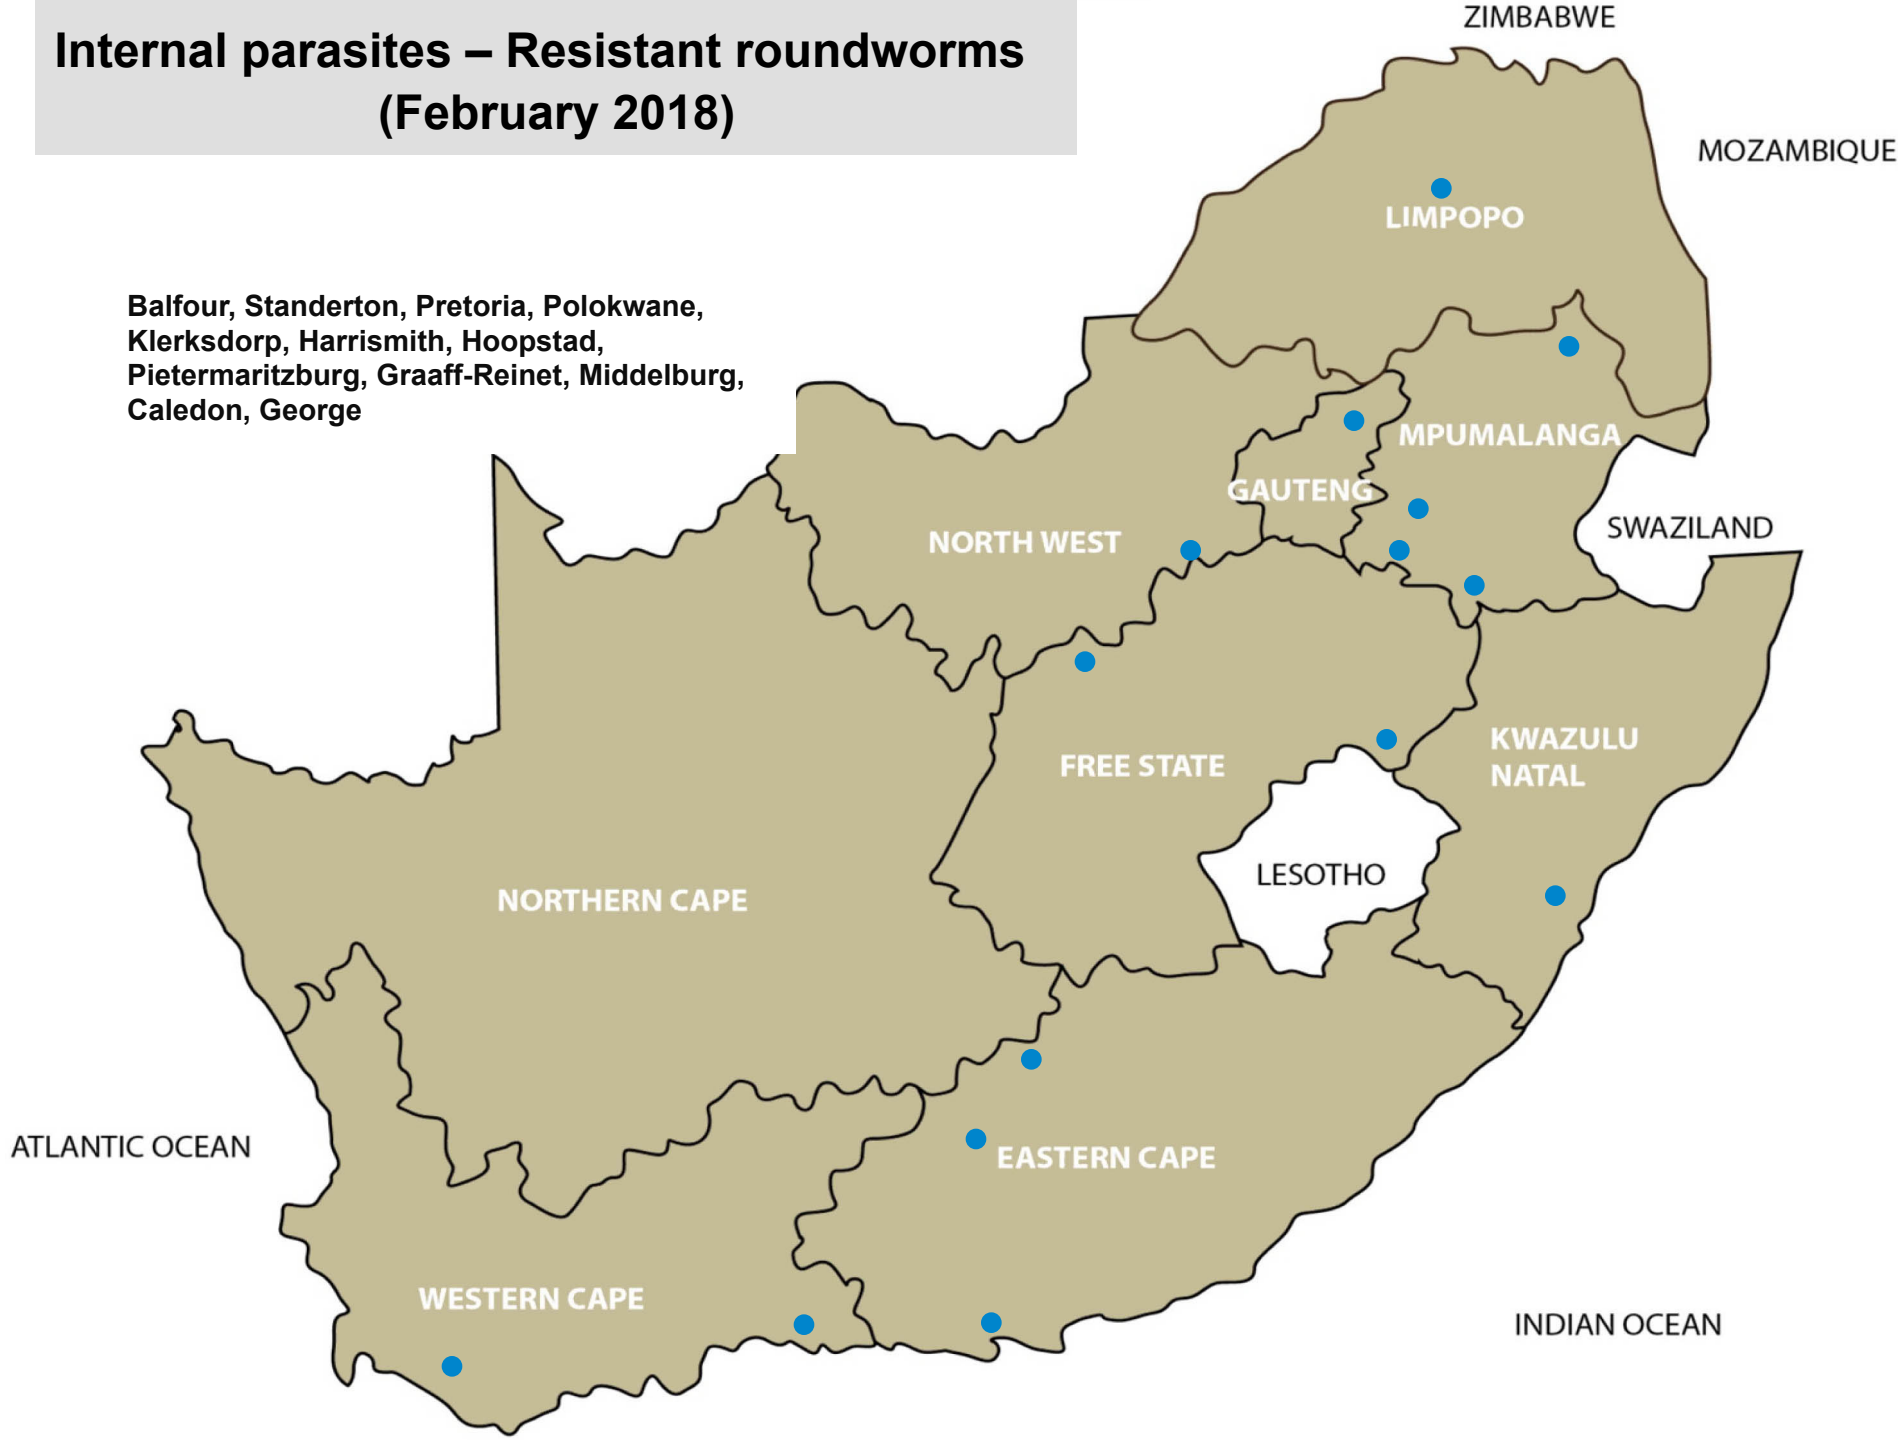 Internal parasites – Resistant roundworms
(February 2018)
ZIMBABWE
MOZAMBIQUE
LIMPOPO
Balfour, Standerton, Pretoria, Polokwane,
Klerksdorp, Harrismith, Hoopstad,
Pietermaritzburg, Graaff-Reinet, Middelburg,
Caledon, George
MPUMALANGA
GAUTENG
NORTH WEST
SWAZILAND
FREE STATE
KWAZULU
NATAL
LESOTHO
NORTHERN CAPE
ATLANTIC OCEAN
EASTERN CAPE
WESTERN CAPE
INDIAN OCEAN